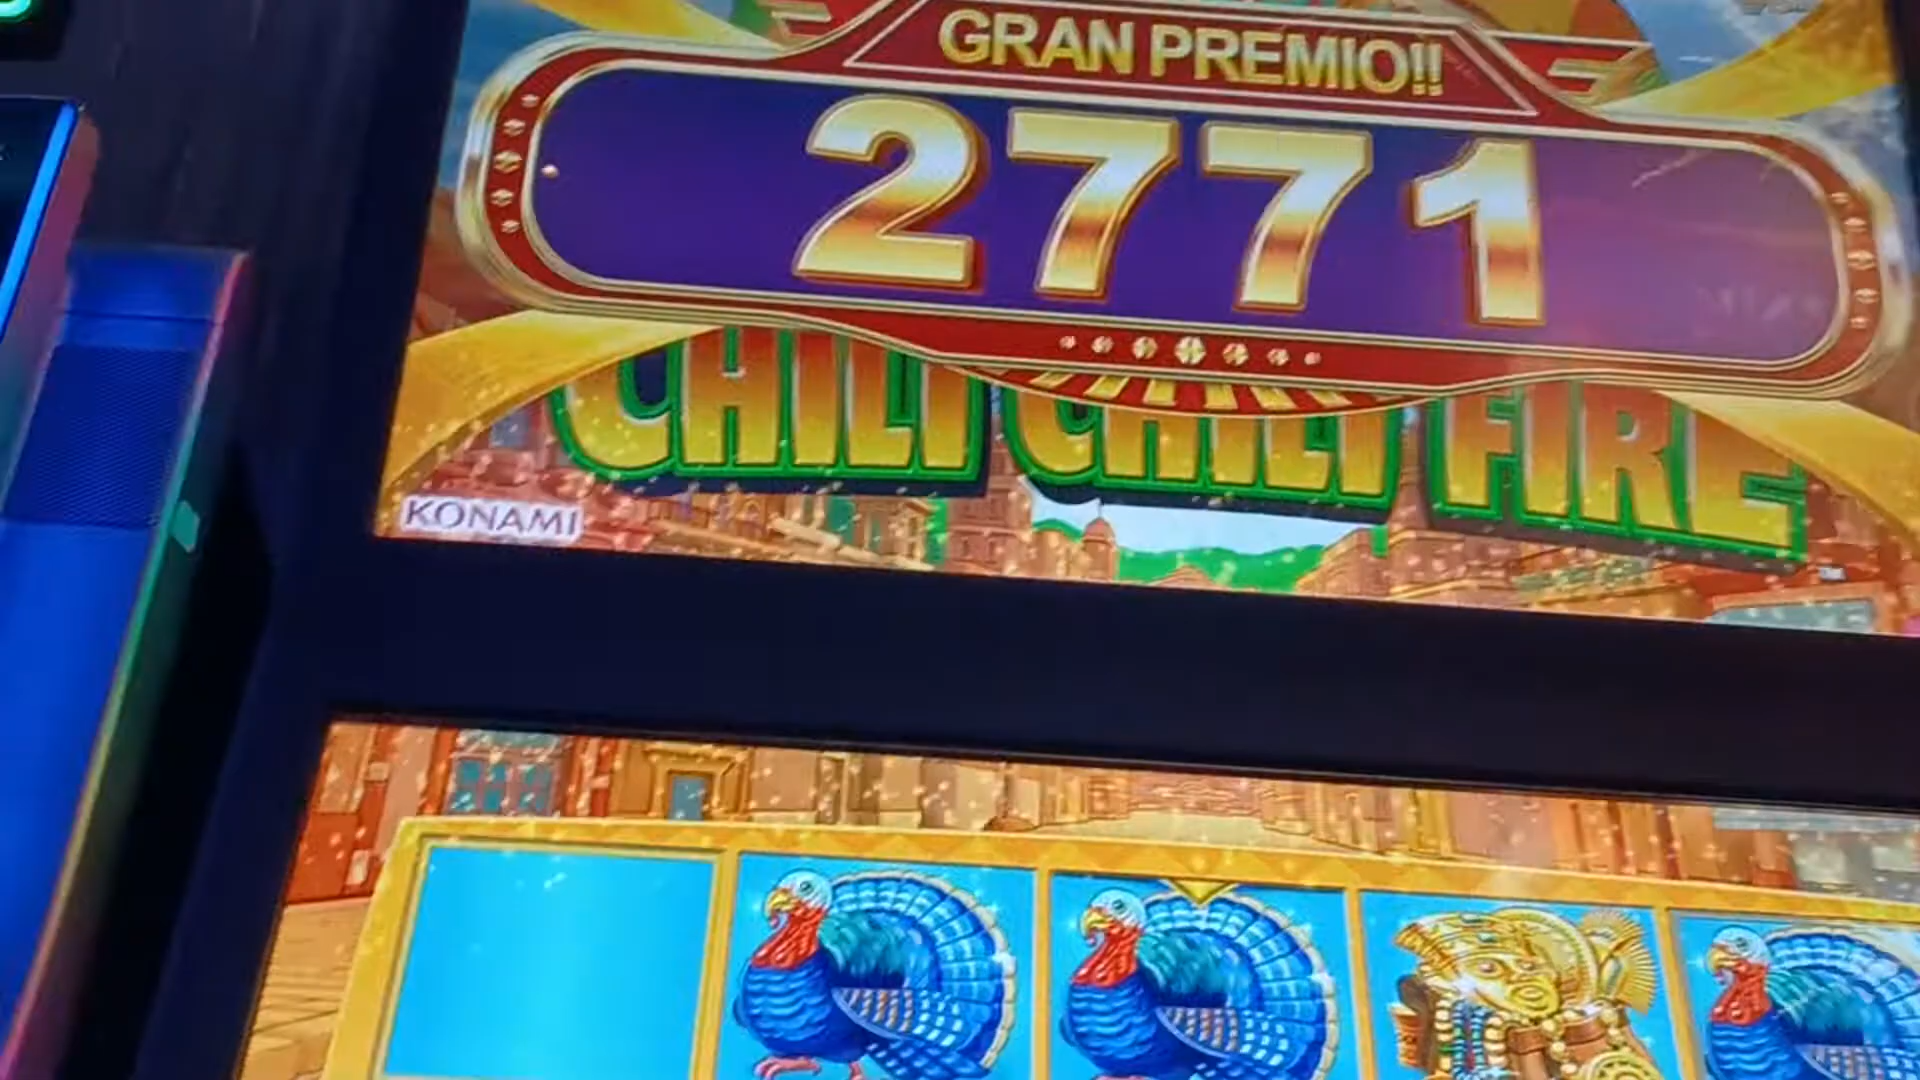 GRAN PREMIO!!
2771
CHILI CHILI FIRE
KONAMI